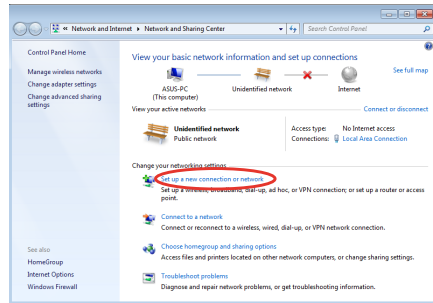 « Network and Internet ▸ Network and Sharing Center
Search Control Panel
Control Panel Home
Manage wireless networks
Change adapter settings
Change advanced sharing
settings
See also
HomeGroup
Internet Options
Windows Firewall
View your basic network information and set up connections
See full map
ASUS-PC
(This computer)
Unidentified network
Internet
View your active networks
Connect or disconnect
Unidentified network
Public network
Access type: No Internet access
Connections: Local Area Connection
Change your networking settings
Set up a new connection or network
Set up a wireless, broadband, dial-up, ad hoc, or VPN connection; or set up a router or access
point.
Connect to a network
Connect or reconnect to a wireless, wired, dial-up, or VPN network connection.
Choose homegroup and sharing options
Access files and printers located on other network computers, or change sharing settings.
Troubleshoot problems
Diagnose and repair network problems, or get troubleshooting information.